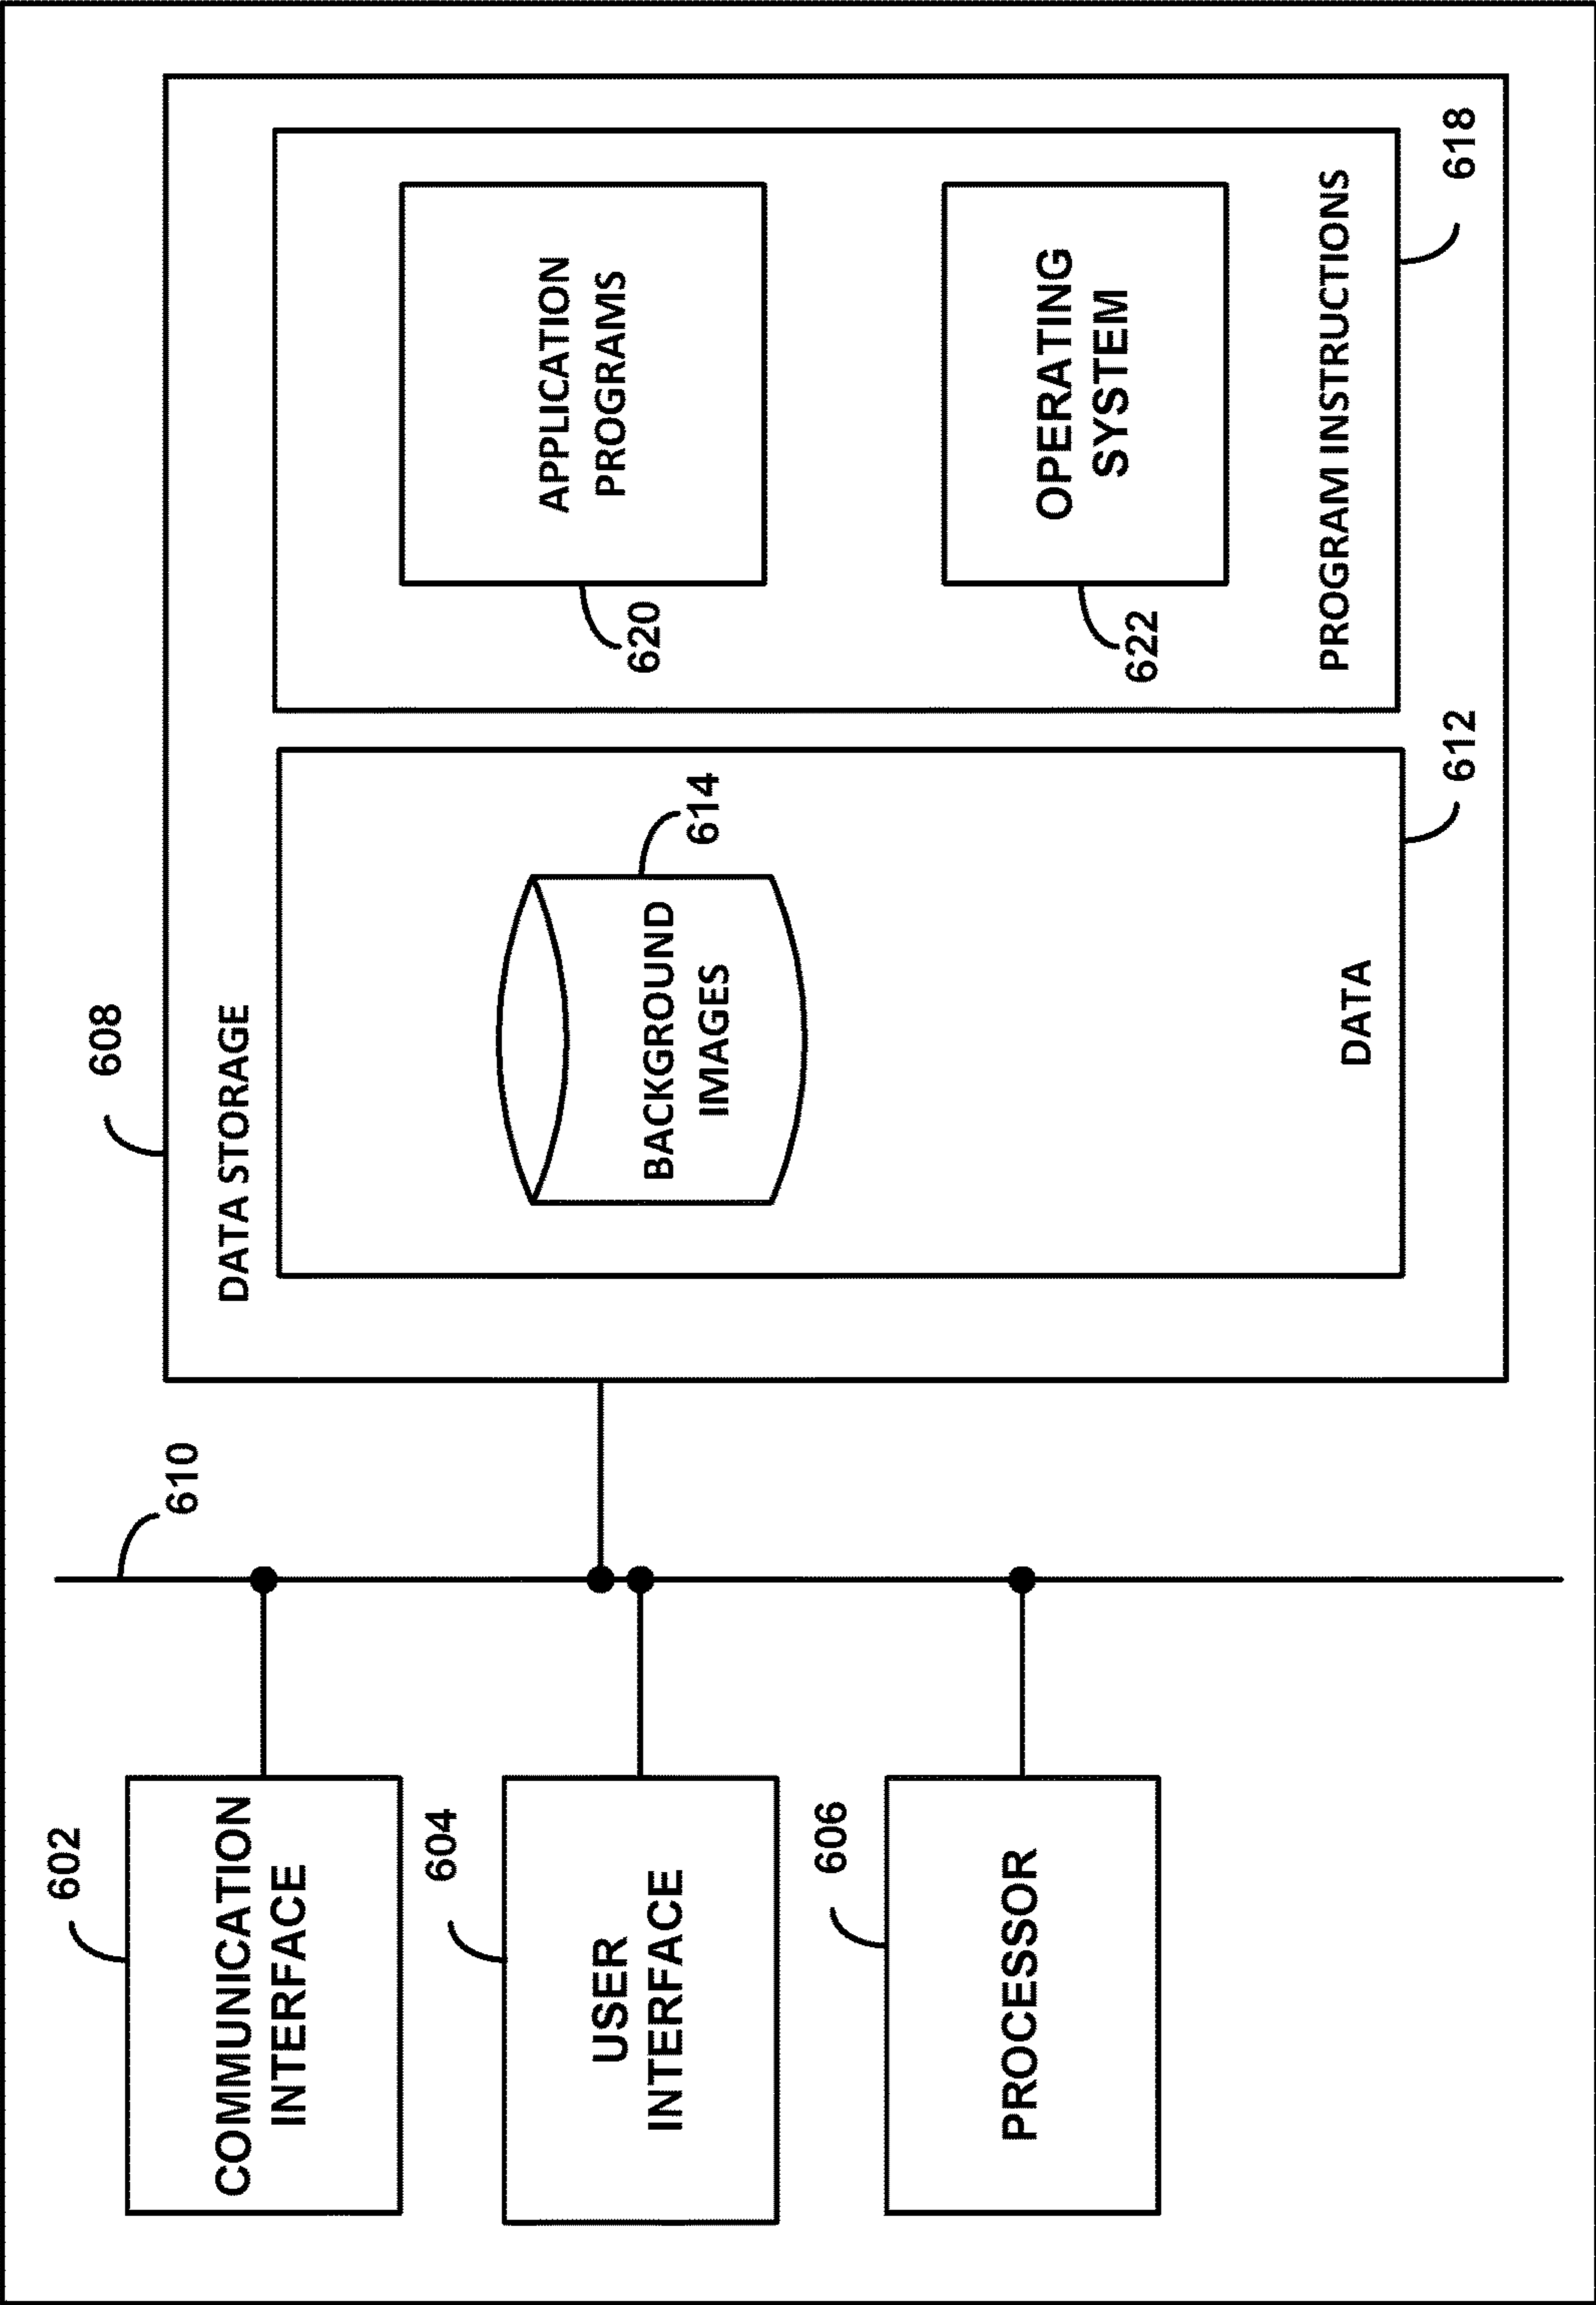 602
COMMUNICATION
INTERFACE
604
USER
INTERFACE
606
PROCESSOR
610
608
DATA STORAGE
614
BACKGROUND
IMAGES
DATA
612
APPLICATION
PROGRAMS
620
OPERATING
SYSTEM
622
PROGRAM INSTRUCTIONS
618